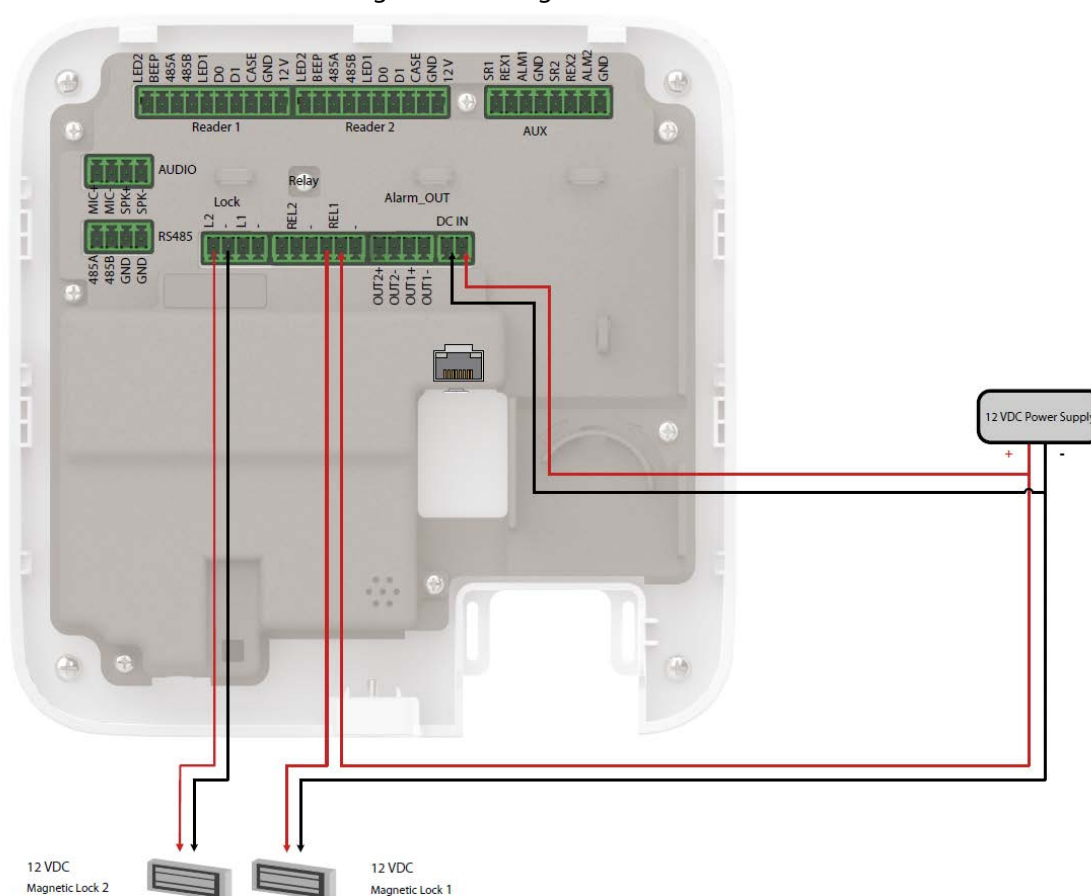 LED2 BEEP 485A 485B LED1 D0 D1 CASE GND 12 V LED2 BEEP 485A 485B LED1 D0 D1 CASE GND 12 V SR1 REX1 ALM1 GND SR2 REX2 ALM2 GND
Reader 1 Reader 2 AUX
AUDIO
MIC+ MIC- SPK+ SPK-
Relay
Lock Alarm_OUT
L2 - L1 - REL2 - REL1 - DC IN
RS485
485A 485B GND GND
OUT2+ OUT2- OUT1+ OUT1-
12 VDC Power Supply
+ -
12 VDC
Magnetic Lock 2
12 VDC
Magnetic Lock 1